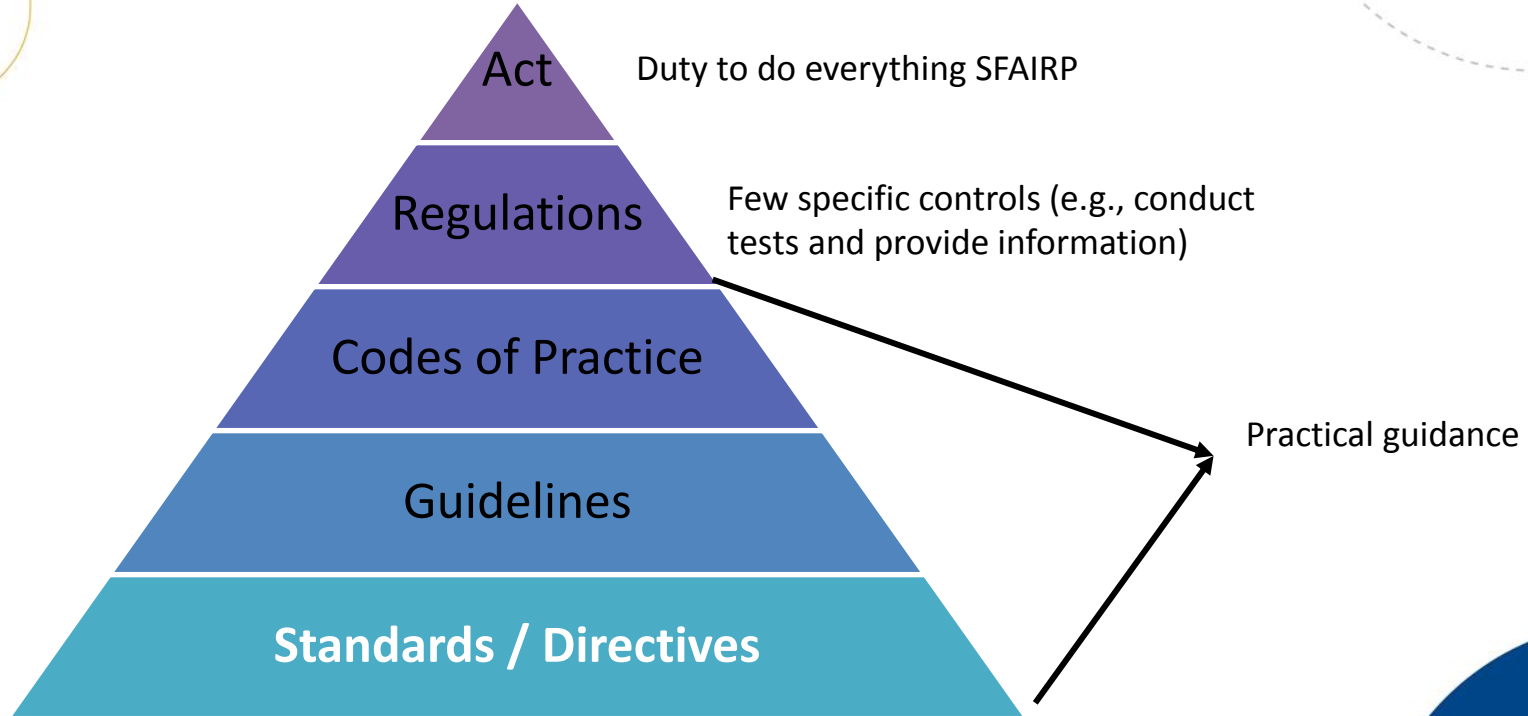 Act
Duty to do everything SFAIRP
Regulations
Few specific controls (e.g., conduct
tests and provide information)
Codes of Practice
Practical guidance
Guidelines
Standards / Directives